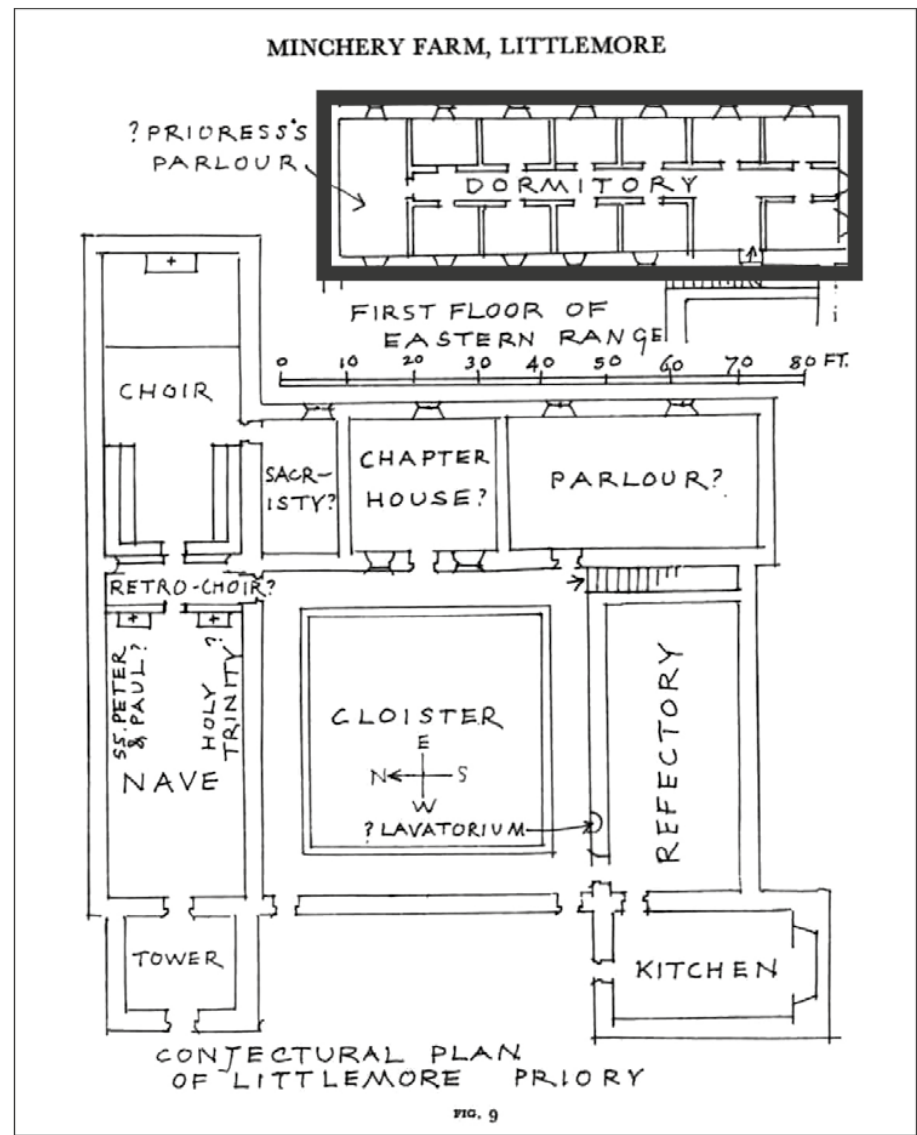 MINCHERY FARM, LITTLEMORE
? PRIORESS'S
PARLOUR
DORMITORY
FIRST FLOOR OF
EASTERN RANGE
0 10 20 30 40 50 60 70 80 FT.
CHOIR
SACR-
ISTY?
CHAPTER
HOUSE?
PARLOUR?
RETRO-CHOIR?
SS. PETER
& PAUL?
HOLY
TRINITY?
NAVE
CLOISTER
E
N S
W
? LAVATORIUM
REFECTORY
TOWER
KITCHEN
CONJECTURAL PLAN
OF LITTLEMORE PRIORY
FIG. 9